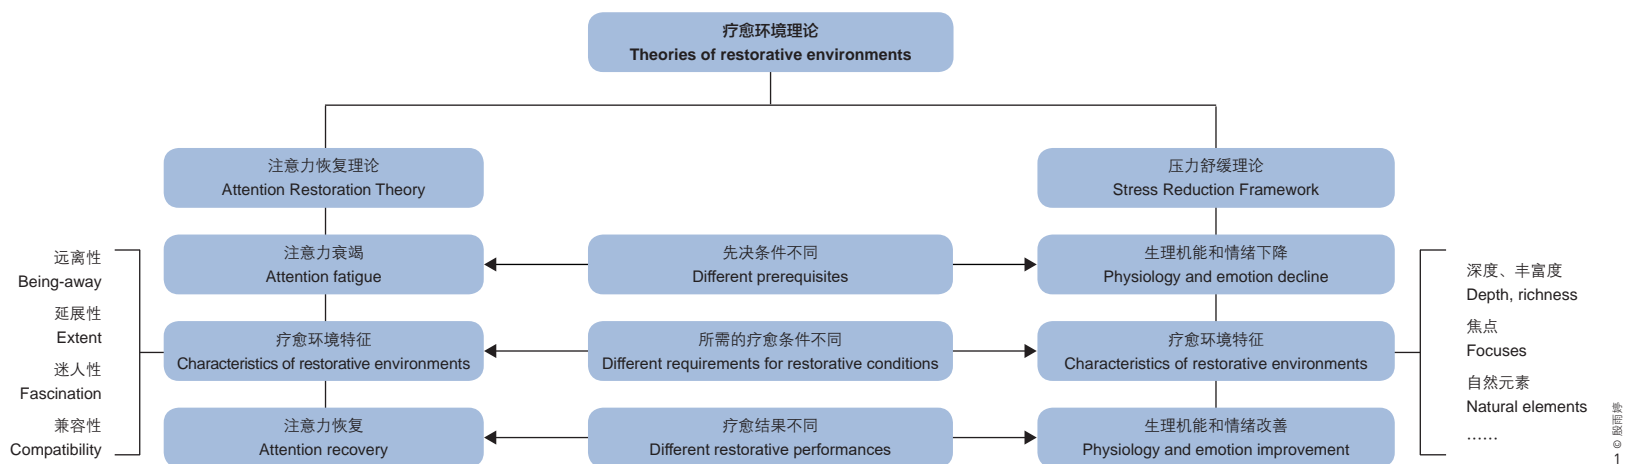 疗愈环境理论
Theories of restorative environments
注意力恢复理论
Attention Restoration Theory
压力舒缓理论
Stress Reduction Framework
远离性
Being-away
延展性
Extent
迷人性
Fascination
兼容性
Compatibility
注意力衰竭
Attention fatigue
先决条件不同
Different prerequisites
生理机能和情绪下降
Physiology and emotion decline
疗愈环境特征
Characteristics of restorative environments
所需的疗愈条件不同
Different requirements for restorative conditions
疗愈环境特征
Characteristics of restorative environments
注意力恢复
Attention recovery
疗愈结果不同
Different restorative performances
生理机能和情绪改善
Physiology and emotion improvement
深度、丰富度
Depth, richness
焦点
Focuses
自然元素
Natural elements
……
© 殷雨婷
1